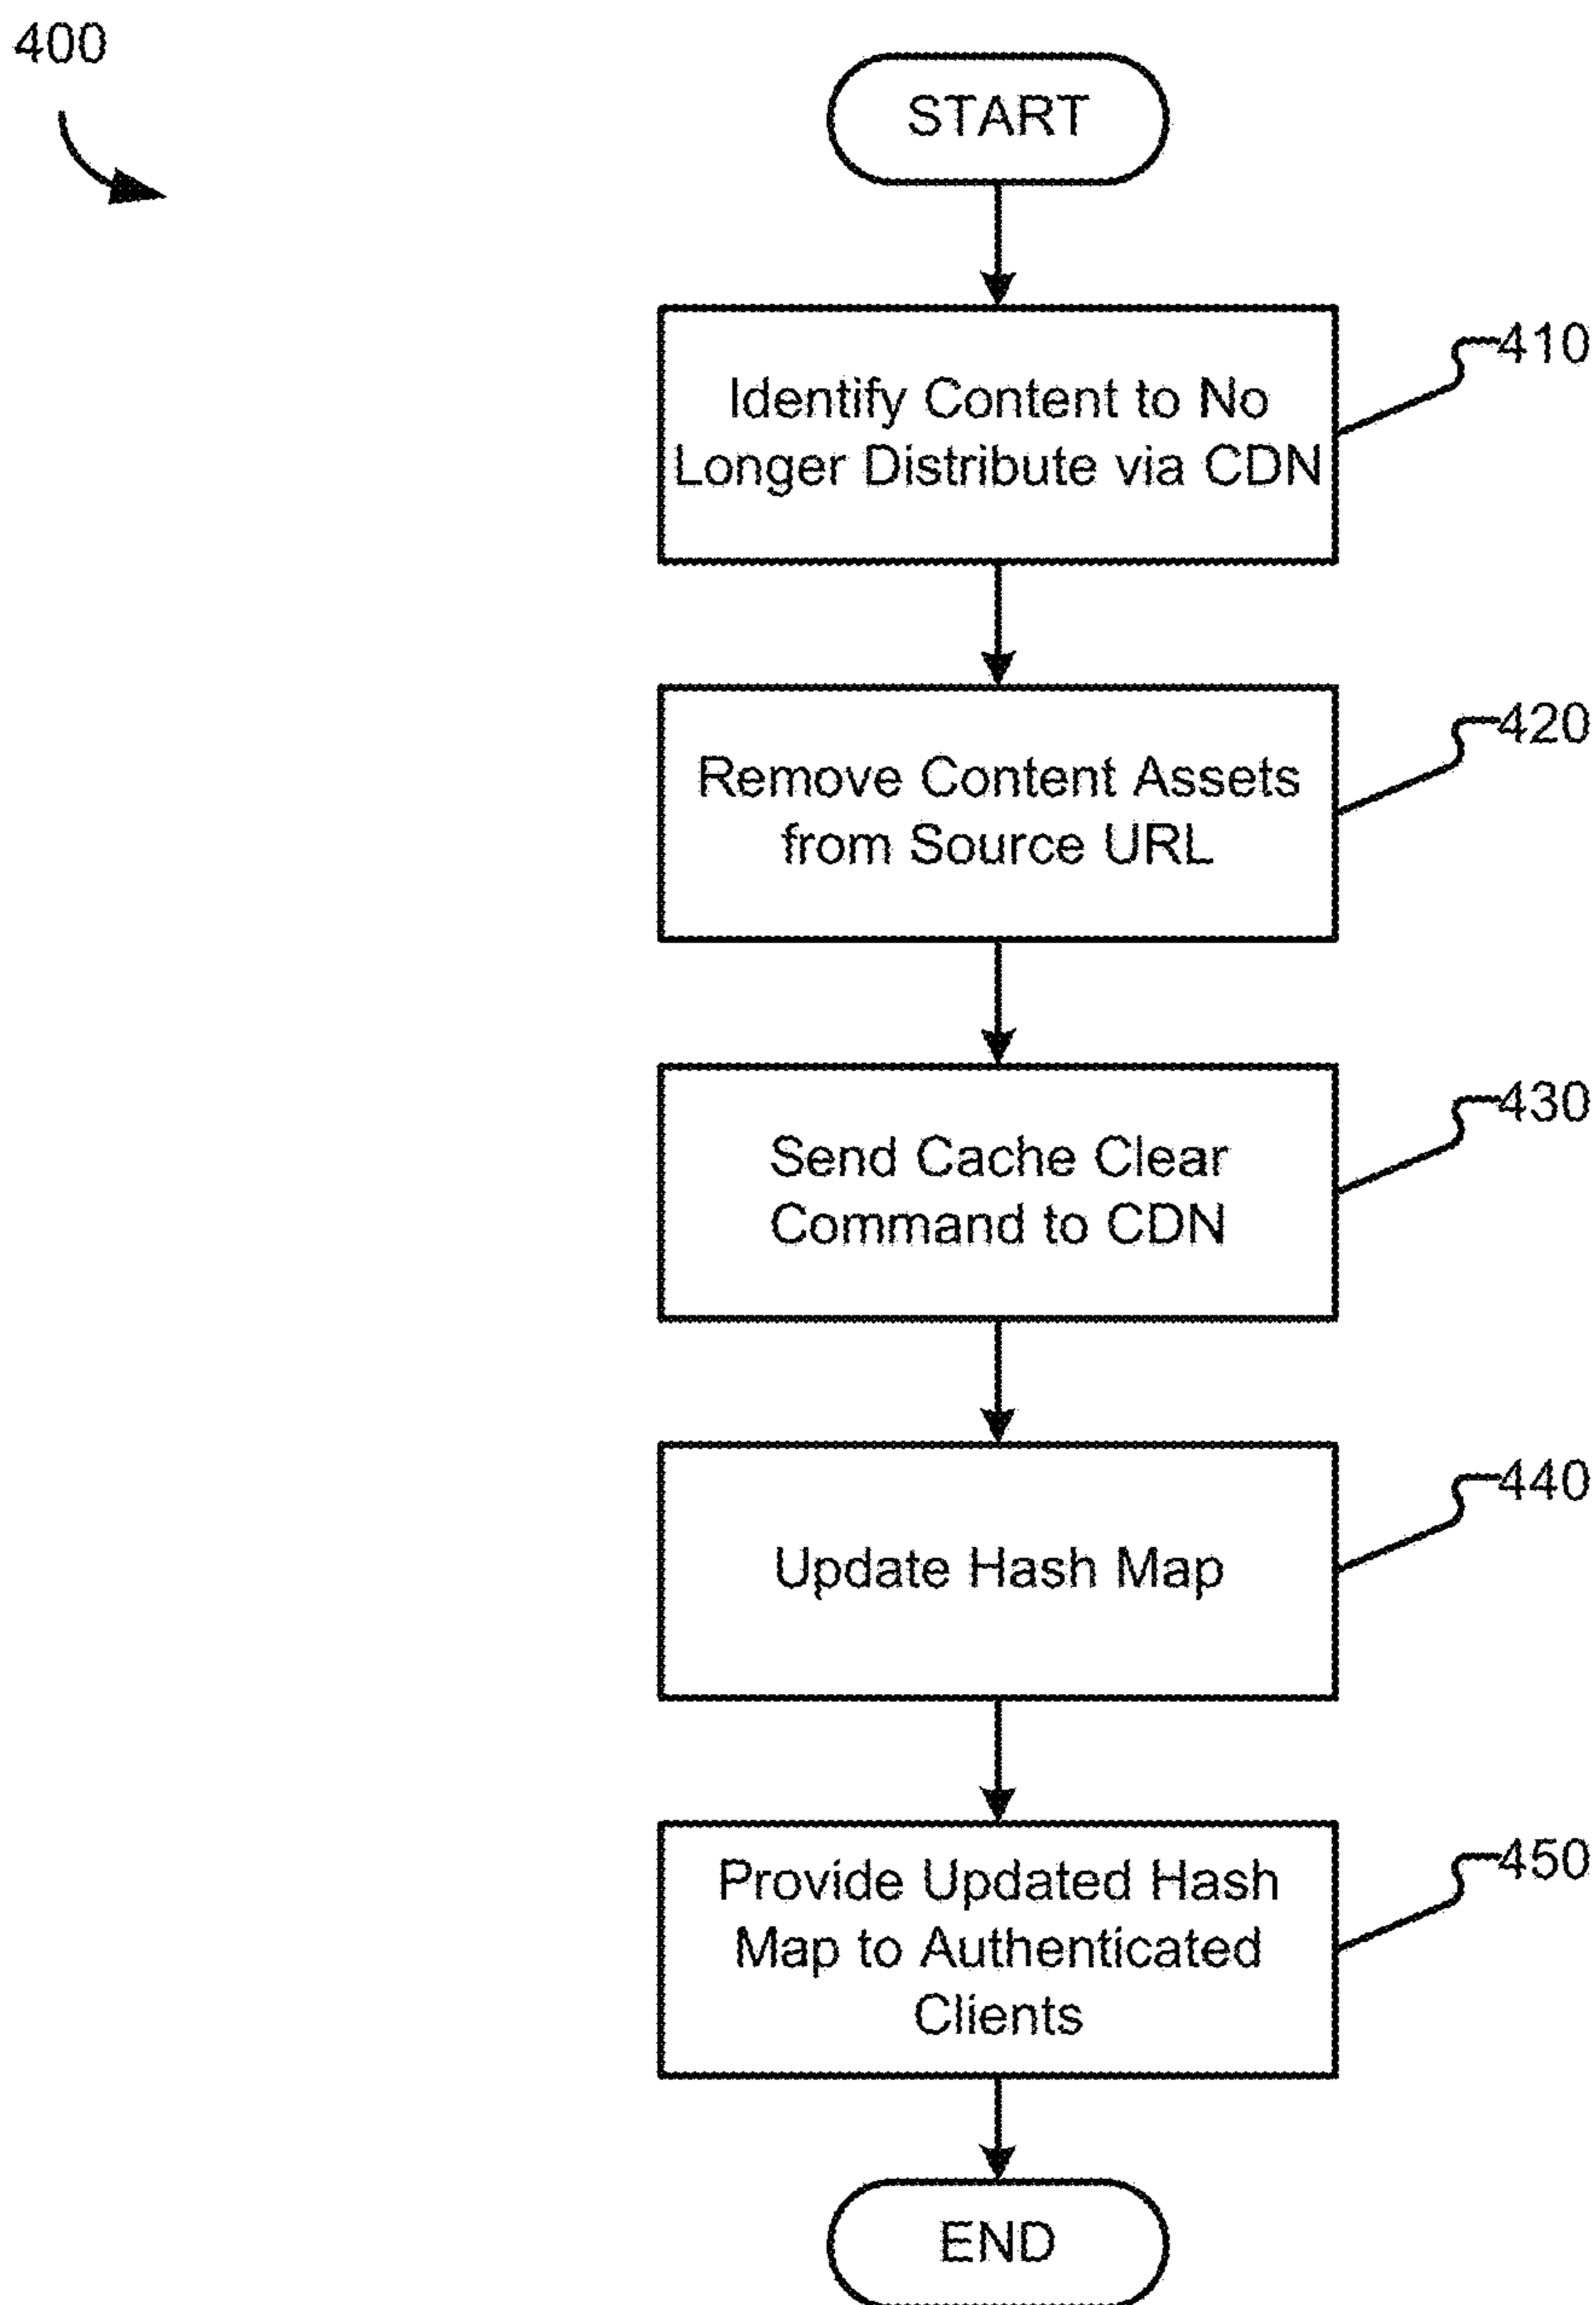 400
START
Identify Content to No
Longer Distribute via CDN
410
Remove Content Assets
from Source URL
420
Send Cache Clear
Command to CDN
430
Update Hash Map
440
Provide Updated Hash
Map to Authenticated
Clients
450
END